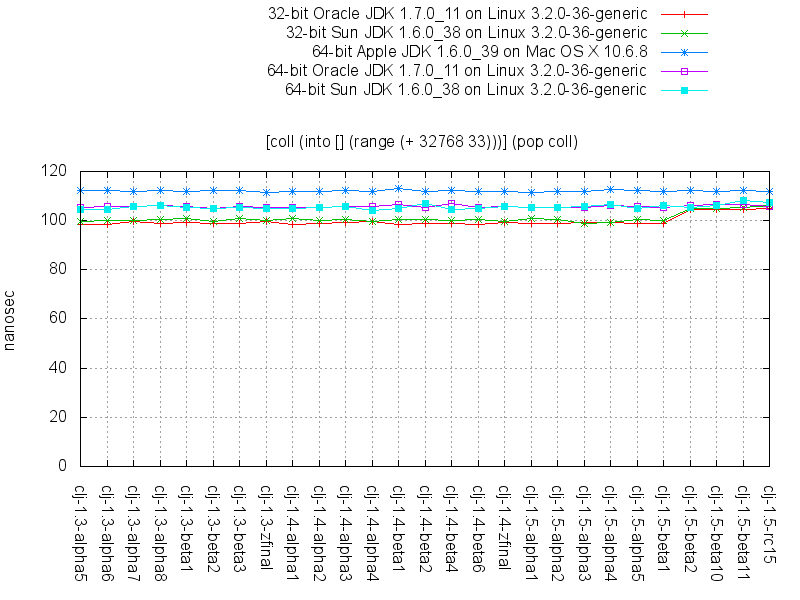 32-bit Oracle JDK 1.7.0_11 on Linux 3.2.0-36-generic
32-bit Sun JDK 1.6.0_38 on Linux 3.2.0-36-generic
64-bit Apple JDK 1.6.0_39 on Mac OS X 10.6.8
64-bit Oracle JDK 1.7.0_11 on Linux 3.2.0-36-generic
64-bit Sun JDK 1.6.0_38 on Linux 3.2.0-36-generic
[coll (into [] (range (+ 32768 33)))] (pop coll)
120
100
80
60
40
20
0
nanosec
clj-1.3-alpha5
clj-1.3-alpha6
clj-1.3-alpha7
clj-1.3-alpha8
clj-1.3-beta1
clj-1.3-beta2
clj-1.3-beta3
clj-1.3-zfinal
clj-1.4-alpha1
clj-1.4-alpha2
clj-1.4-alpha3
clj-1.4-alpha4
clj-1.4-beta1
clj-1.4-beta2
clj-1.4-beta4
clj-1.4-beta6
clj-1.4-zfinal
clj-1.5-alpha1
clj-1.5-alpha2
clj-1.5-alpha3
clj-1.5-alpha4
clj-1.5-alpha5
clj-1.5-beta1
clj-1.5-beta2
clj-1.5-beta10
clj-1.5-beta11
clj-1.5-rc15